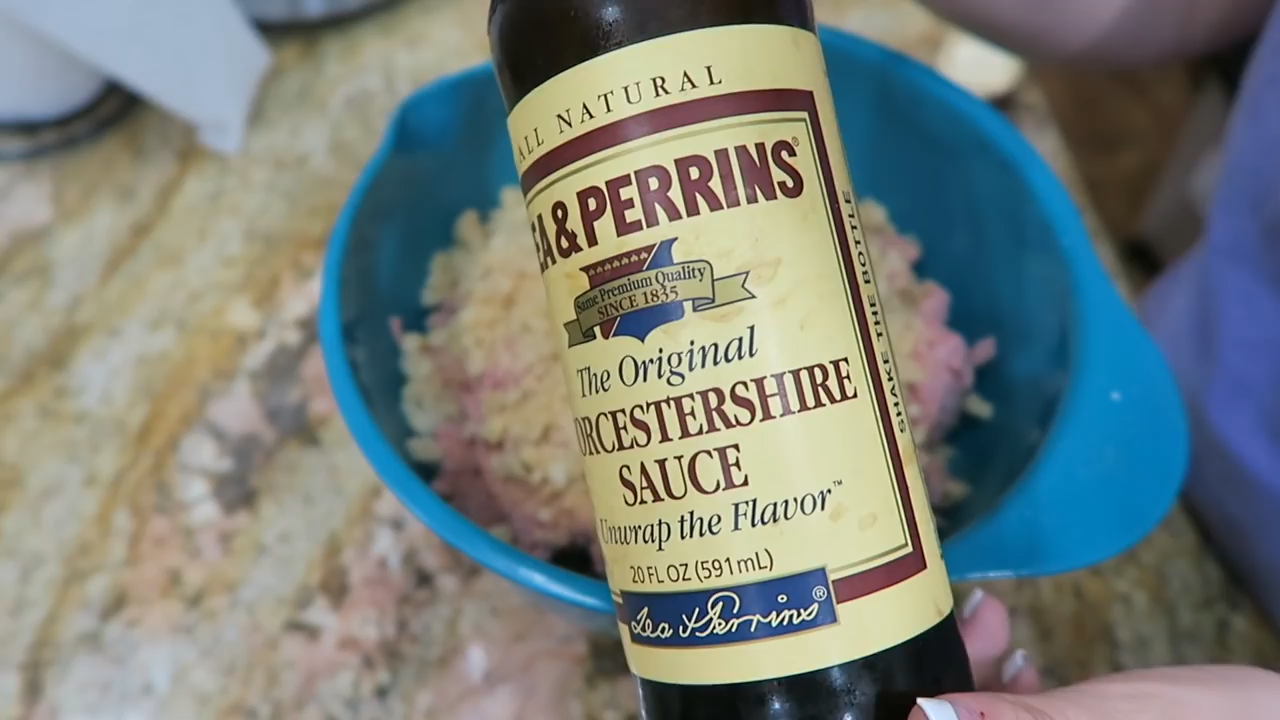 ALL NATURAL
EA & PERRINS®
Same Premium Quality
SINCE 1835
The Original
ORCESTERSHIRE
SAUCE
Unwrap the Flavor™
20 FL OZ (591 mL)
Lea & Perrins®
SHAKE THE BOTTLE